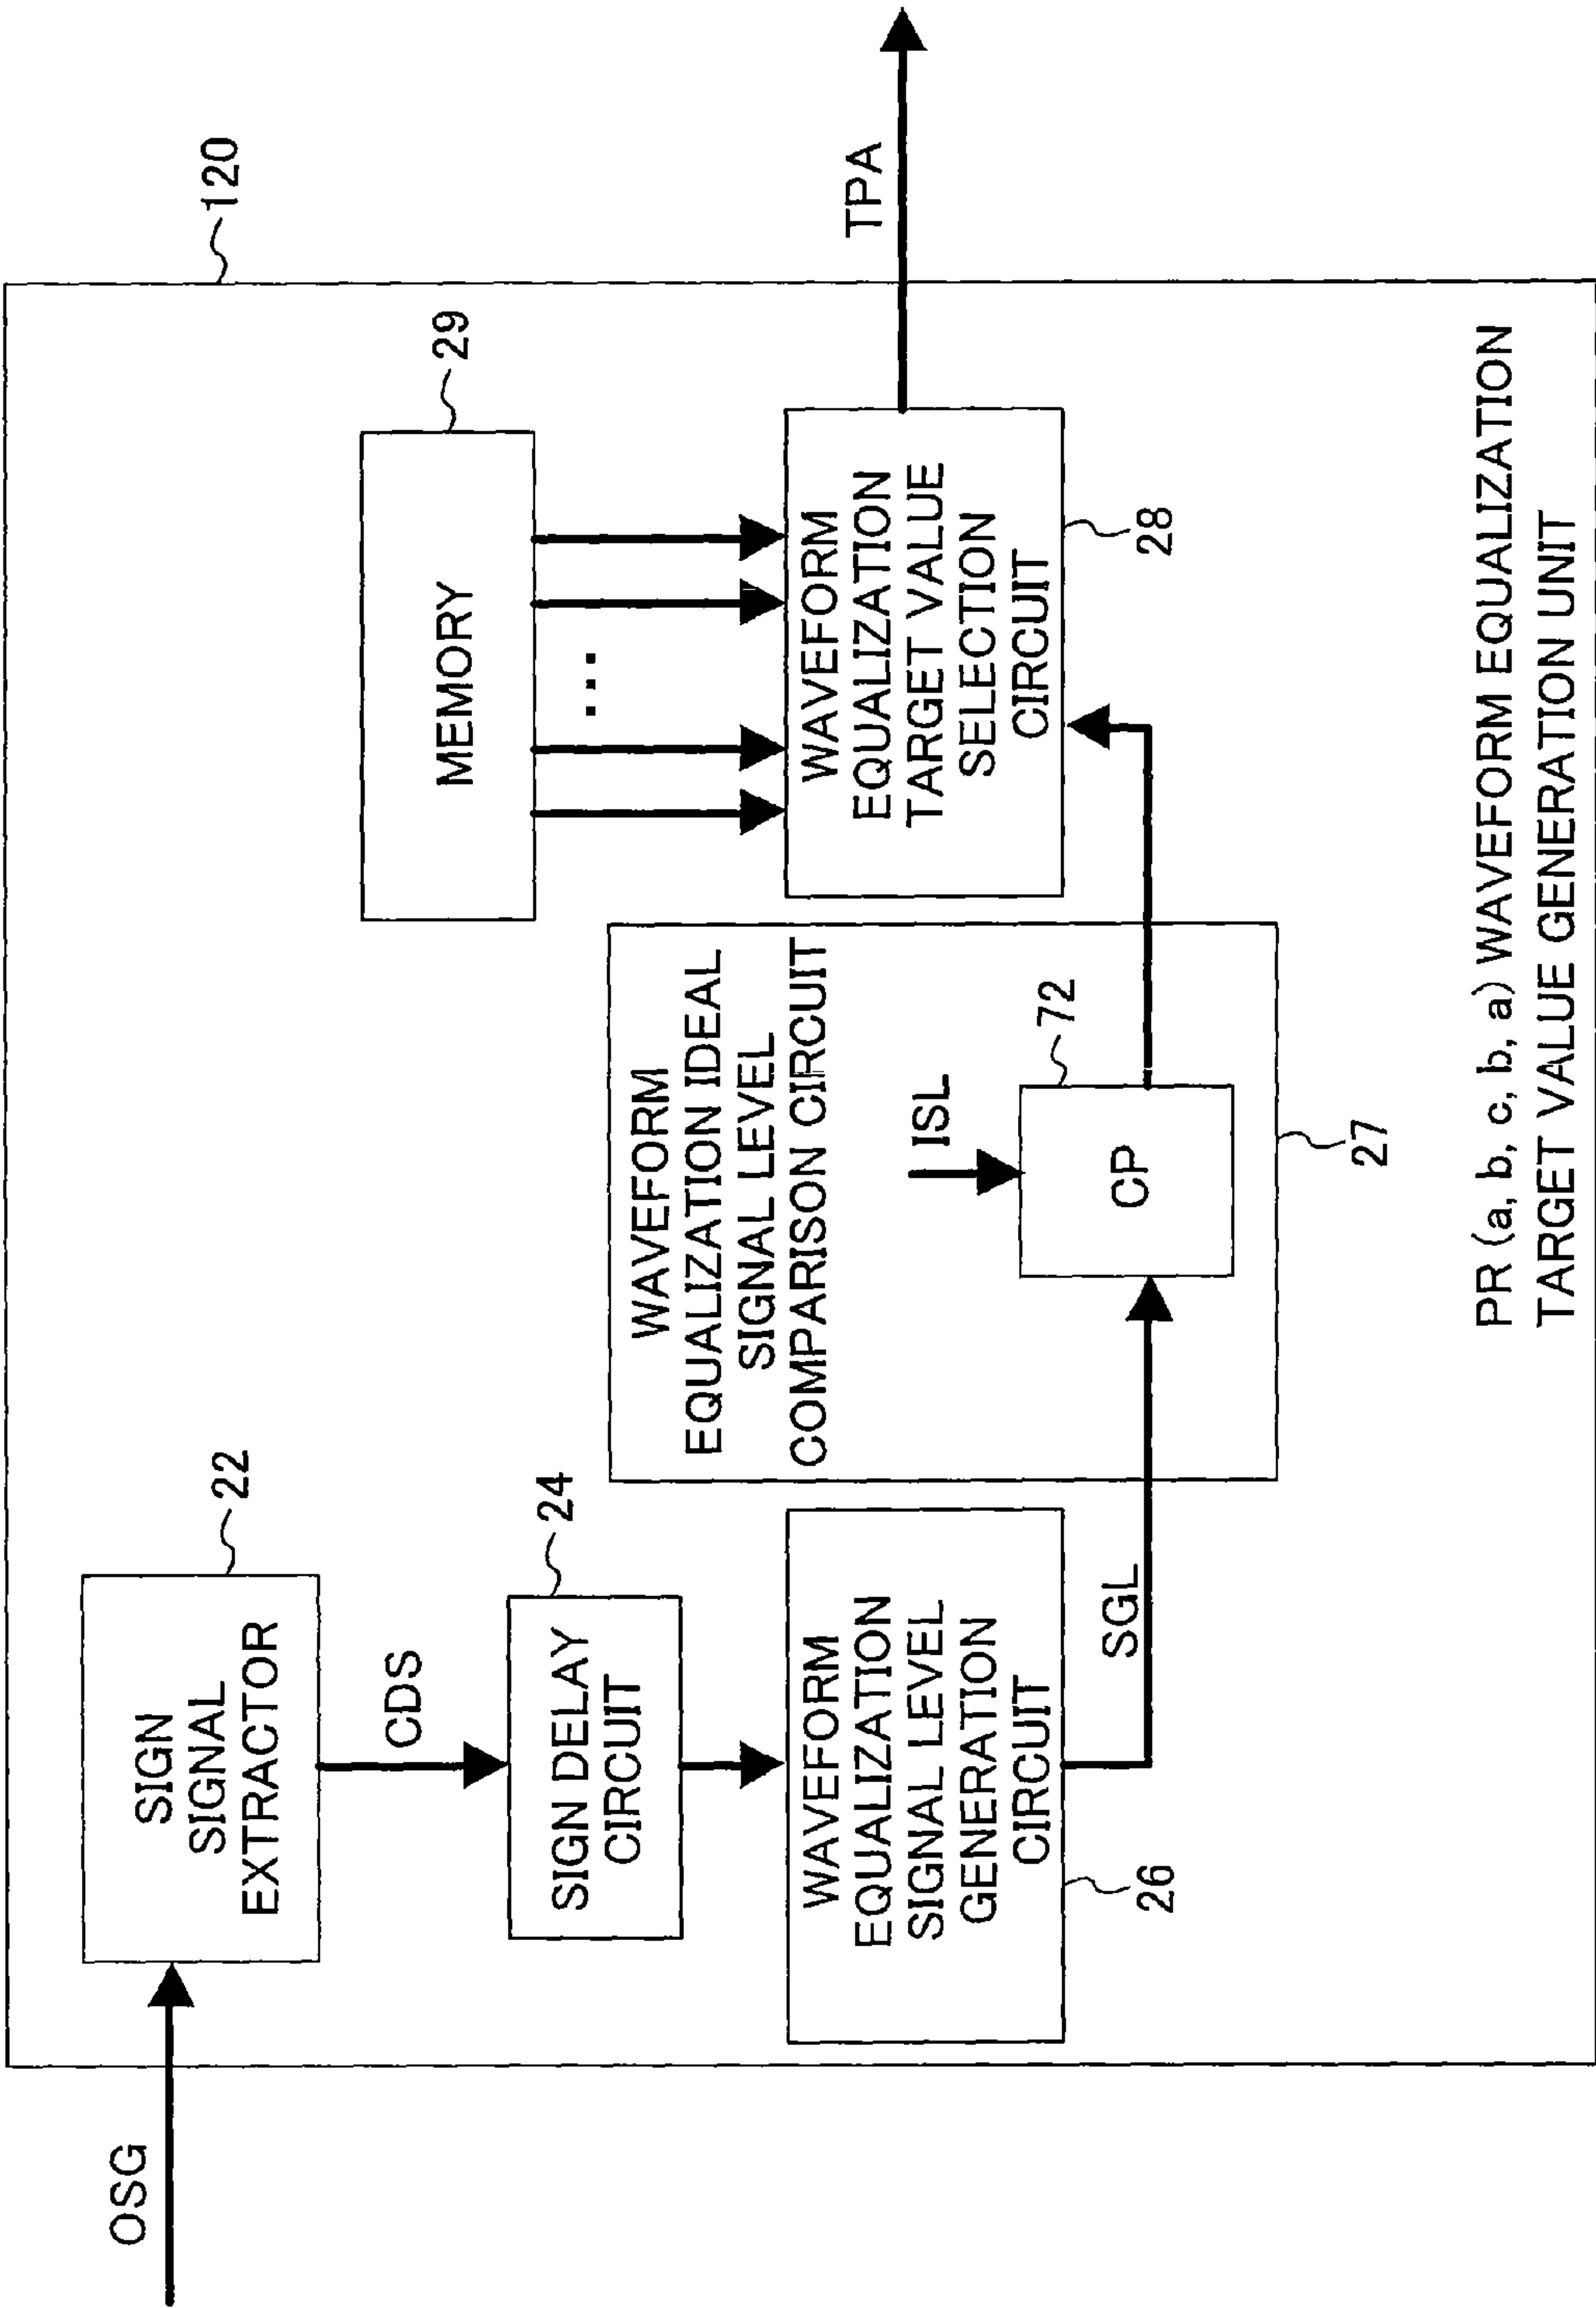 120
OSG
SIGN
SIGNAL
EXTRACTOR
22
CDS
SIGN DELAY
CIRCUIT
24
WAVEFORM
EQUALIZATION
SIGNAL LEVEL
GENERATION
CIRCUIT
26
SGL
WAVEFORM
EQUALIZATION IDEAL
SIGNAL LEVEL
COMPARISON CIRCUIT
ISL
72
CP
27
MEMORY
29
...
WAVEFORM
EQUALIZATION
TARGET VALUE
SELECTION
CIRCUIT
28
TPA
PR (a, b, c, b, a) WAVEFORM EQUALIZATION
TARGET VALUE GENERATION UNIT